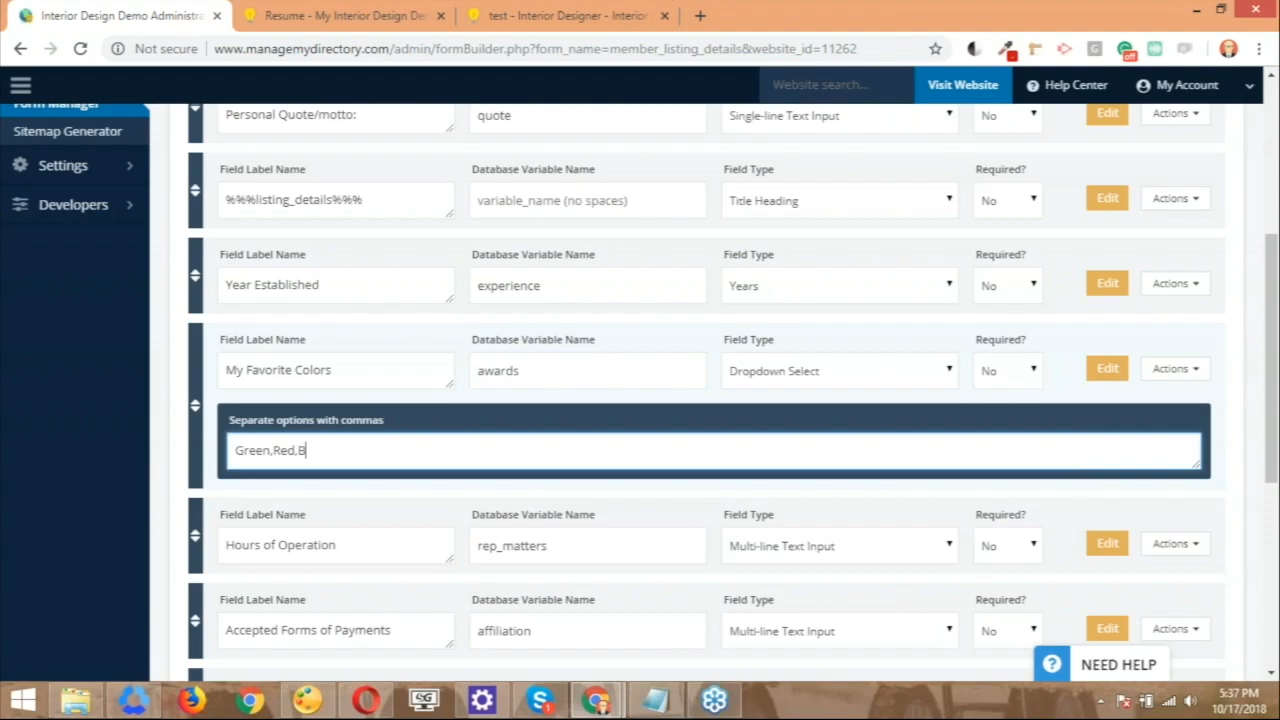 Interior Design Demo Administra
Resume - My Interior Design De
test - Interior Designer - Interior
Not secure
www.managemydirectory.com/admin/formBuilder.php?form_name=member_listing_details&website_id=11262
off
Website search...
Visit Website
Help Center
My Account
Form Manager
Sitemap Generator
Settings
Developers
Personal Quote/motto:
quote
Single-line Text Input
No
Edit
Actions
Field Label Name
Database Variable Name
Field Type
Required?
%%%listing_details%%%
variable_name (no spaces)
Title Heading
No
Edit
Actions
Field Label Name
Database Variable Name
Field Type
Required?
Year Established
experience
Years
No
Edit
Actions
Field Label Name
Database Variable Name
Field Type
Required?
My Favorite Colors
awards
Dropdown Select
No
Edit
Actions
Separate options with commas
Green,Red,B
Field Label Name
Database Variable Name
Field Type
Required?
Hours of Operation
rep_matters
Multi-line Text Input
No
Edit
Actions
Field Label Name
Database Variable Name
Field Type
Required?
Accepted Forms of Payments
affiliation
Multi-line Text Input
No
Edit
Actions
NEED HELP
SG
5:37 PM
10/17/2018